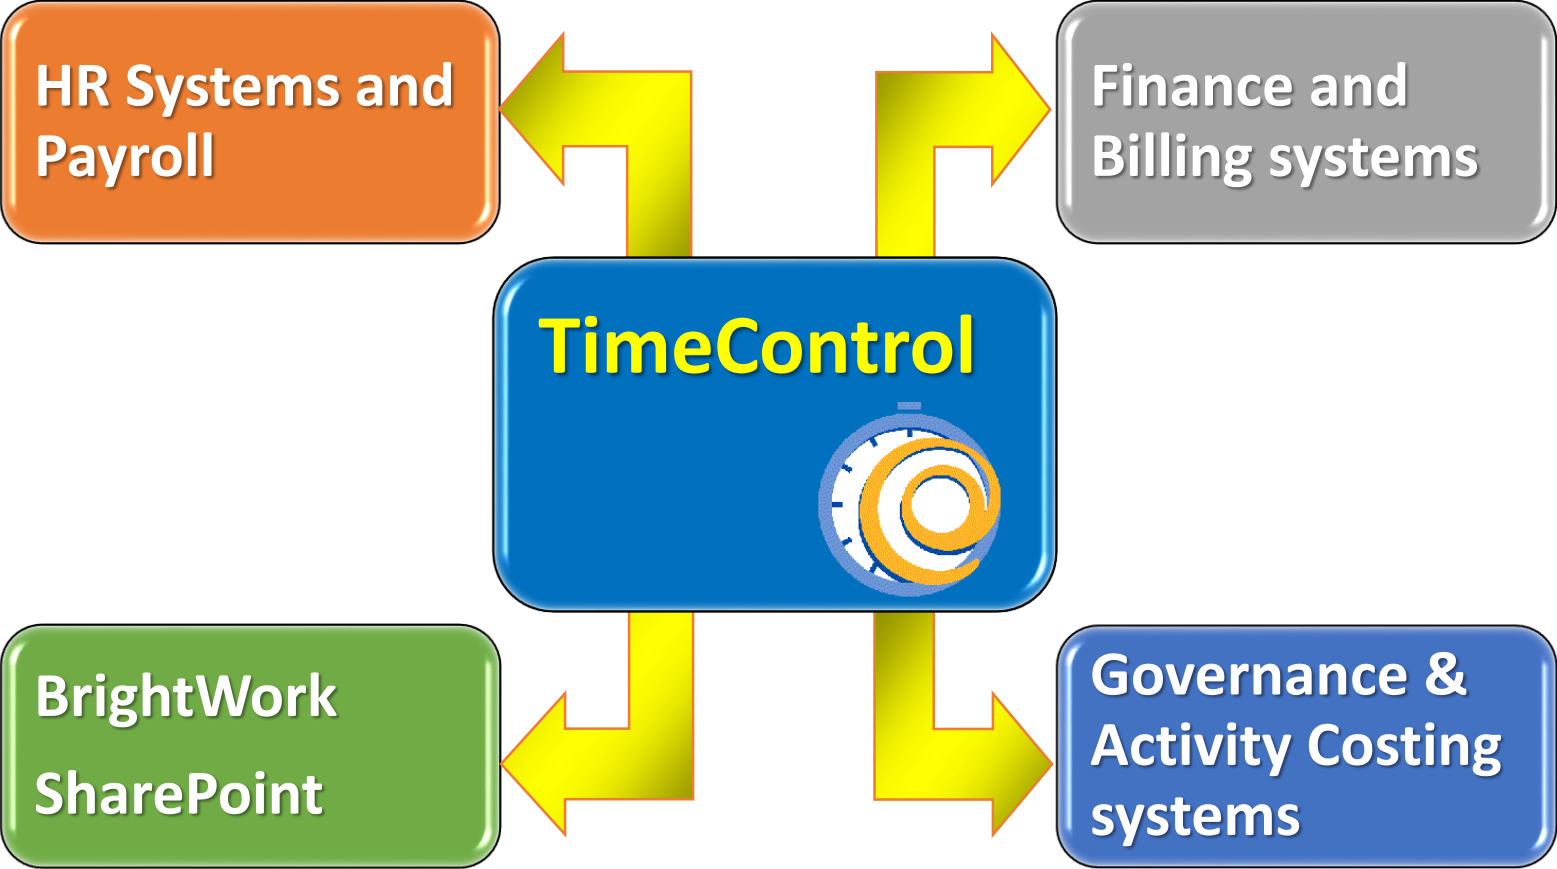 HR Systems and
Payroll
Finance and
Billing systems
TimeControl
BrightWork
SharePoint
Governance &
Activity Costing
systems